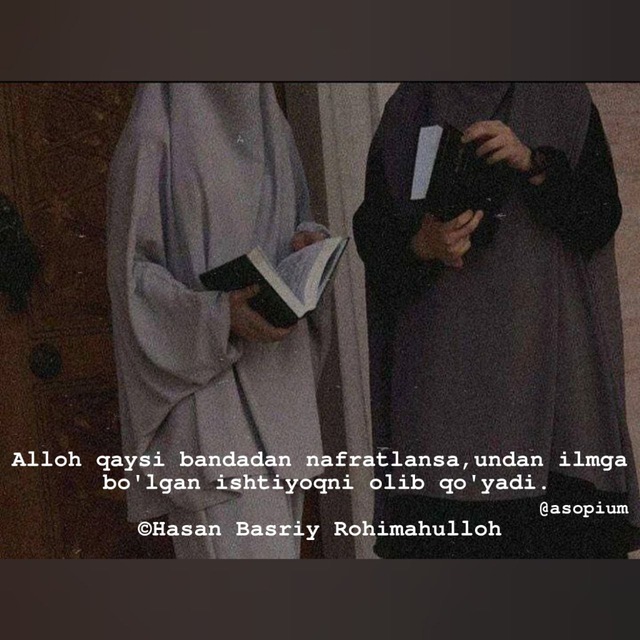 Alloh qaysi bandadan nafratlansa,undan ilmga
bo'lgan ishtiyoqni olib qo'yadi.
@asopium
©Hasan Basriy Rohimahulloh